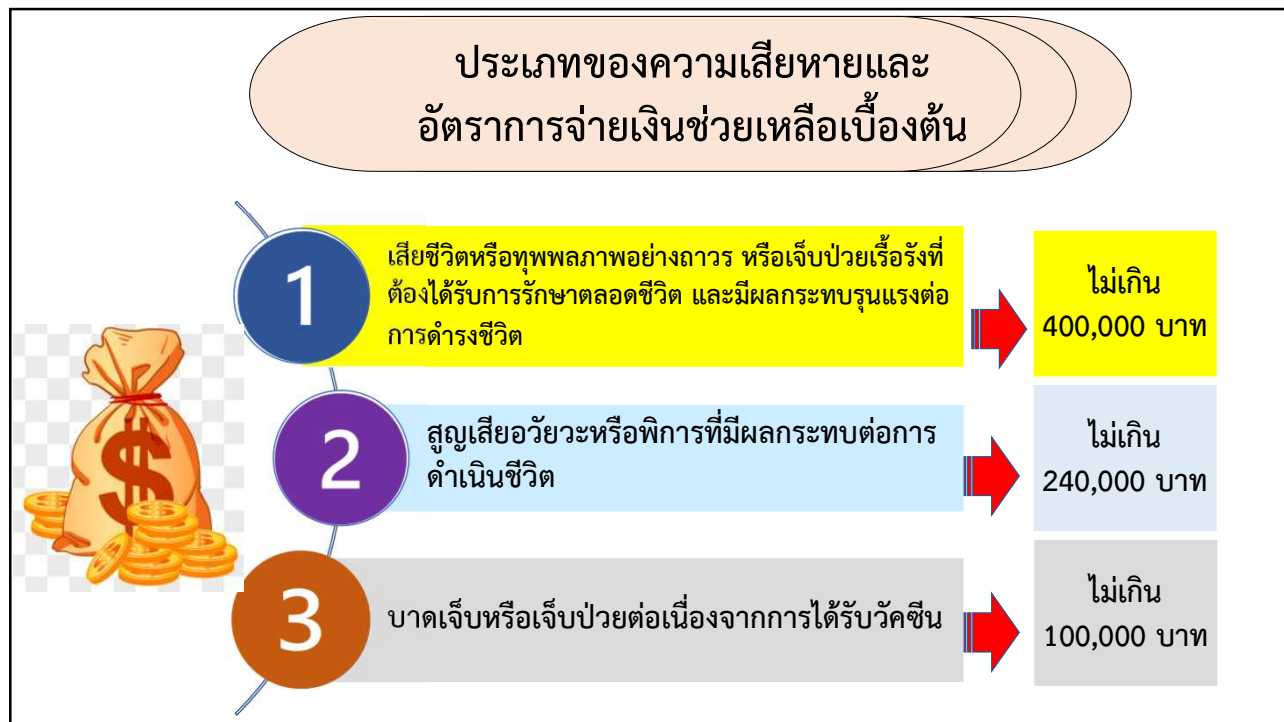 ประเภทของความเสียหายและ
อัตราการจ่ายเงินช่วยเหลือเบื้องต้น
1
เสียชีวิตหรือทุพพลภาพอย่างถาวร หรือเจ็บป่วยเรื้อรังที่
ต้องได้รับการรักษาตลอดชีวิต และมีผลกระทบรุนแรงต่อ
การดำรงชีวิต
ไม่เกิน
400,000 บาท
2
สูญเสียอวัยวะหรือพิการที่มีผลกระทบต่อการ
ดำเนินชีวิต
ไม่เกิน
240,000 บาท
3
บาดเจ็บหรือเจ็บป่วยต่อเนื่องจากการได้รับวัคซีน
ไม่เกิน
100,000 บาท
$